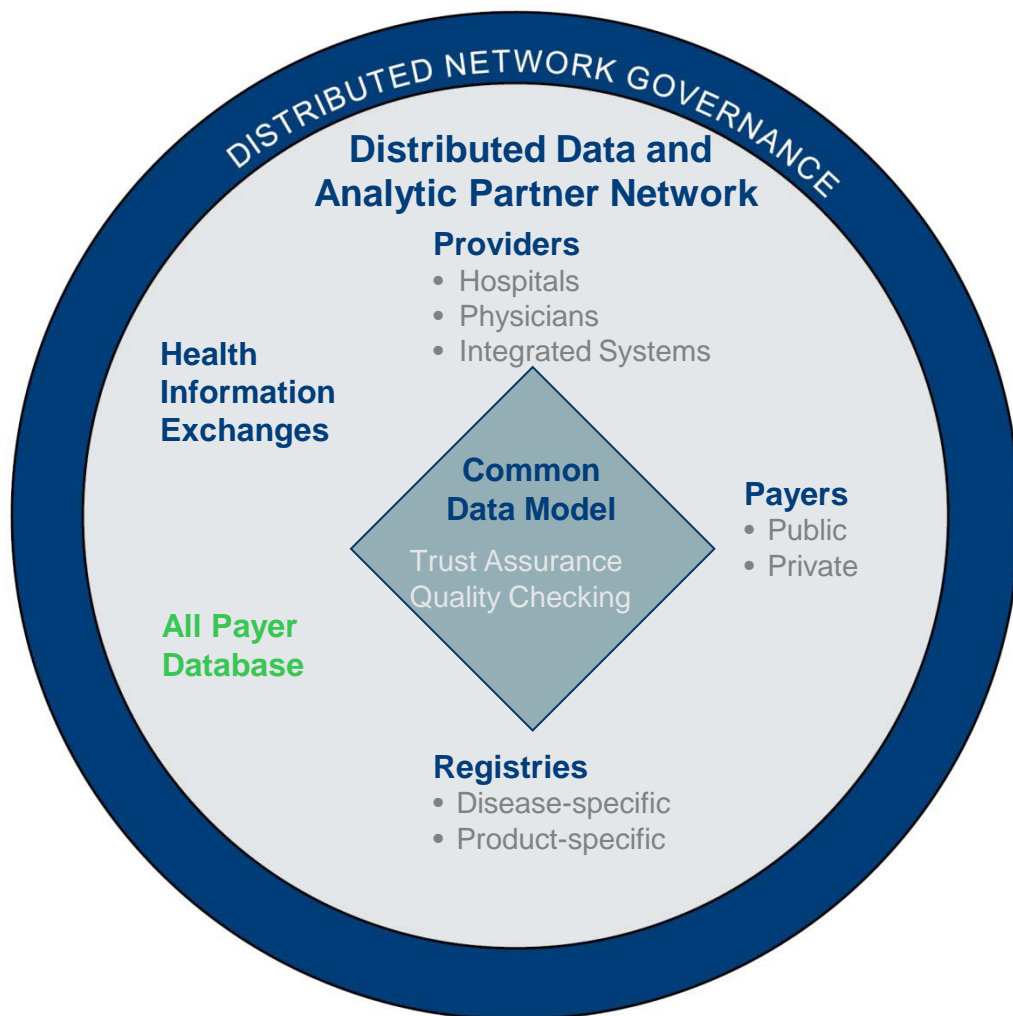 DISTRIBUTED NETWORK GOVERNANCE
Distributed Data and
Analytic Partner Network
Providers
• Hospitals
• Physicians
• Integrated Systems
Health
Information
Exchanges
Common
Data Model
Trust Assurance
Quality Checking
Payers
• Public
• Private
All Payer
Database
Registries
• Disease-specific
• Product-specific